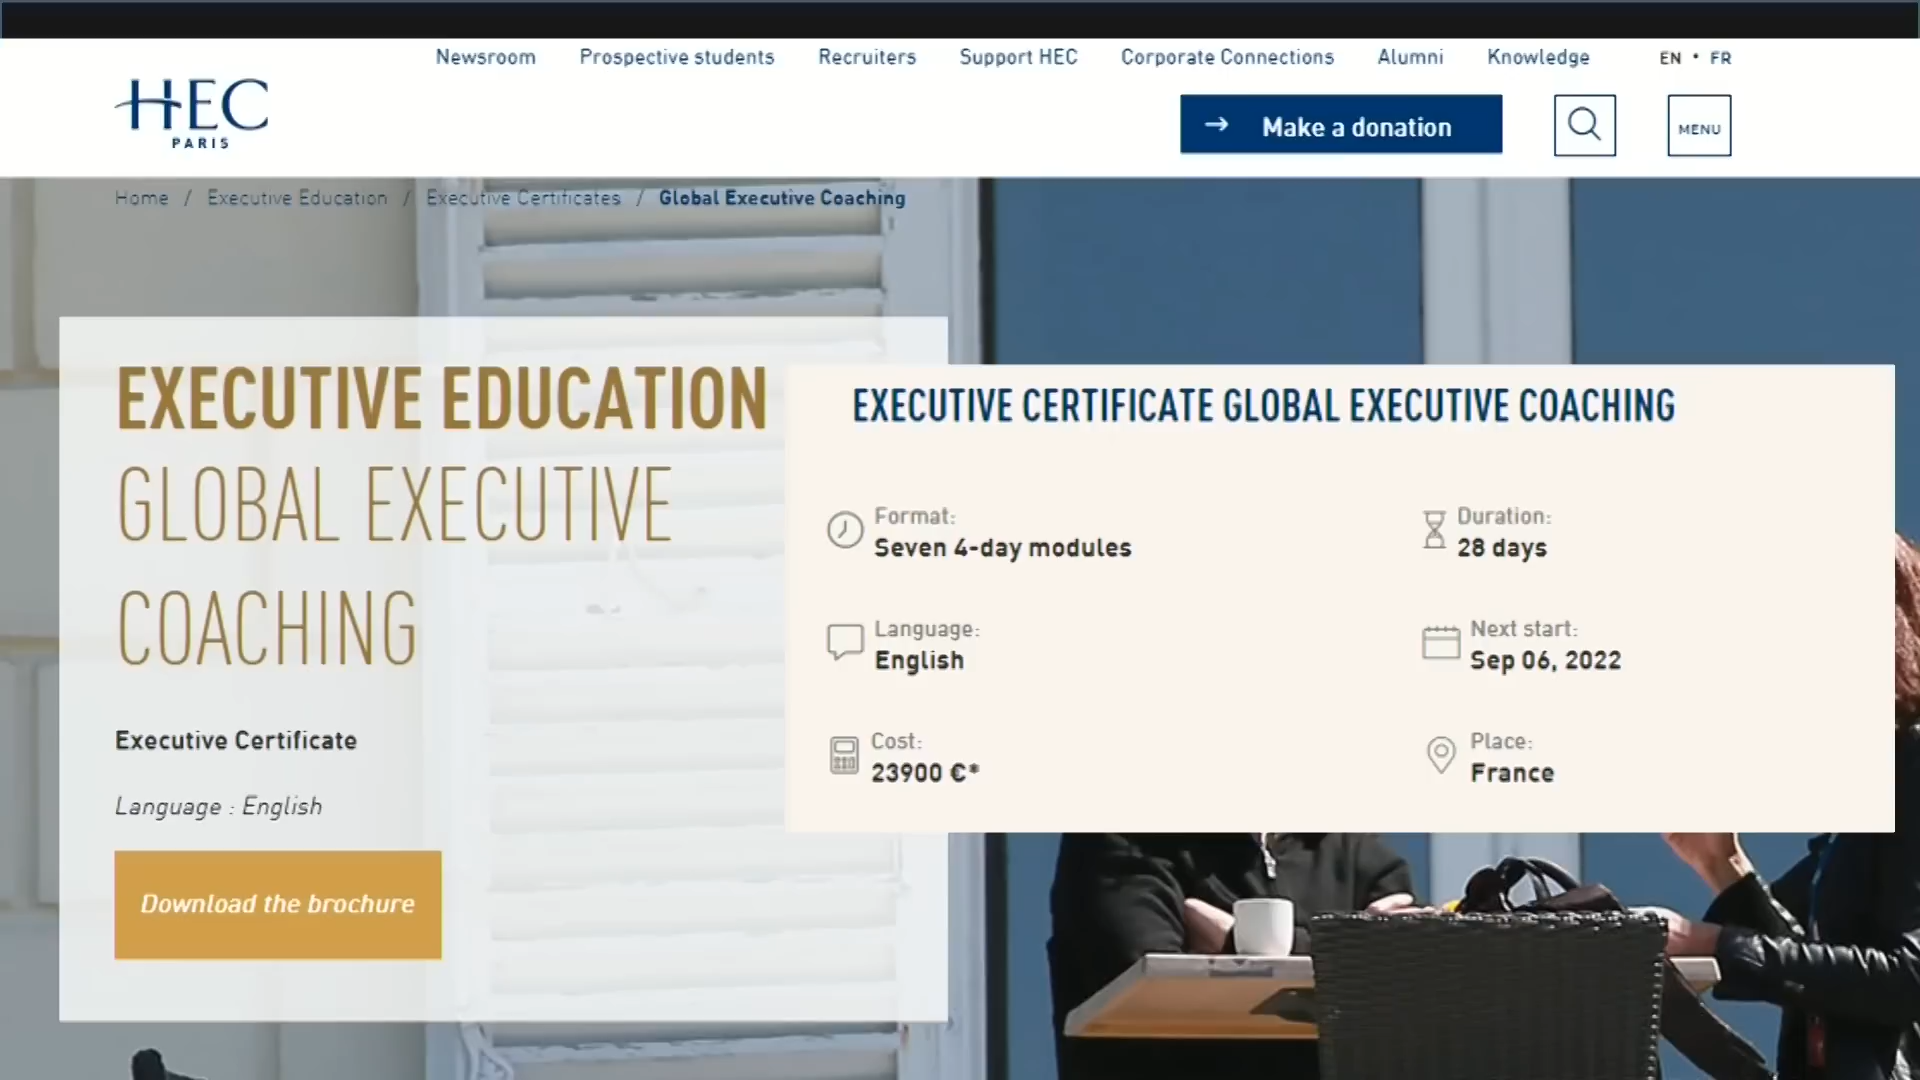 Newsroom Prospective students Recruiters Support HEC Corporate Connections Alumni Knowledge EN • FR
HEC
PARIS
→ Make a donation
MENU
Home / Executive Education / Executive Certificates / Global Executive Coaching
EXECUTIVE EDUCATION
GLOBAL EXECUTIVE
COACHING
Executive Certificate
Language : English
Download the brochure
EXECUTIVE CERTIFICATE GLOBAL EXECUTIVE COACHING
Format:
Seven 4-day modules
Duration:
28 days
Language:
English
Next start:
Sep 06, 2022
Cost:
23900 €*
Place:
France